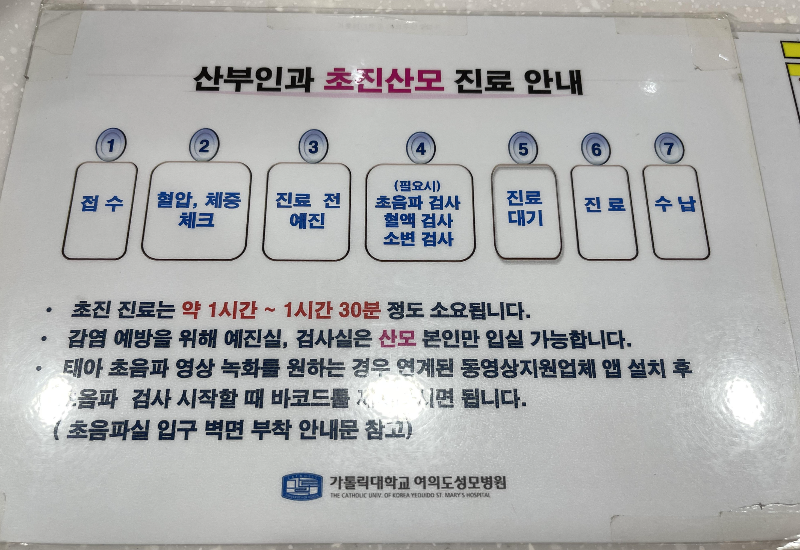 산부인과 초진산모 진료 안내
1 2 3 4 5 6 7
접 수
혈압, 체중
체크
진료 전
예진
(필요시)
초음파 검사
혈액 검사
소변 검사
진료
대기
진 료
수 납
• 초진 진료는 약 1시간 ~ 1시간 30분 정도 소요됩니다.
• 감염 예방을 위해 예진실, 검사실은 산모 본인만 입실 가능합니다.
• 태아 초음파 영상 녹화를 원하는 경우 연계된 동영상지원업체 앱 설치 후
초음파 검사 시작할 때 바코드를 면 됩니다.
( 초음파실 입구 벽면 부착 안내문 참고)
가톨릭대학교 여의도성모병원
THE CATHOLIC UNIV. OF KOREA YEOUIDO ST. MARY'S HOSPITAL